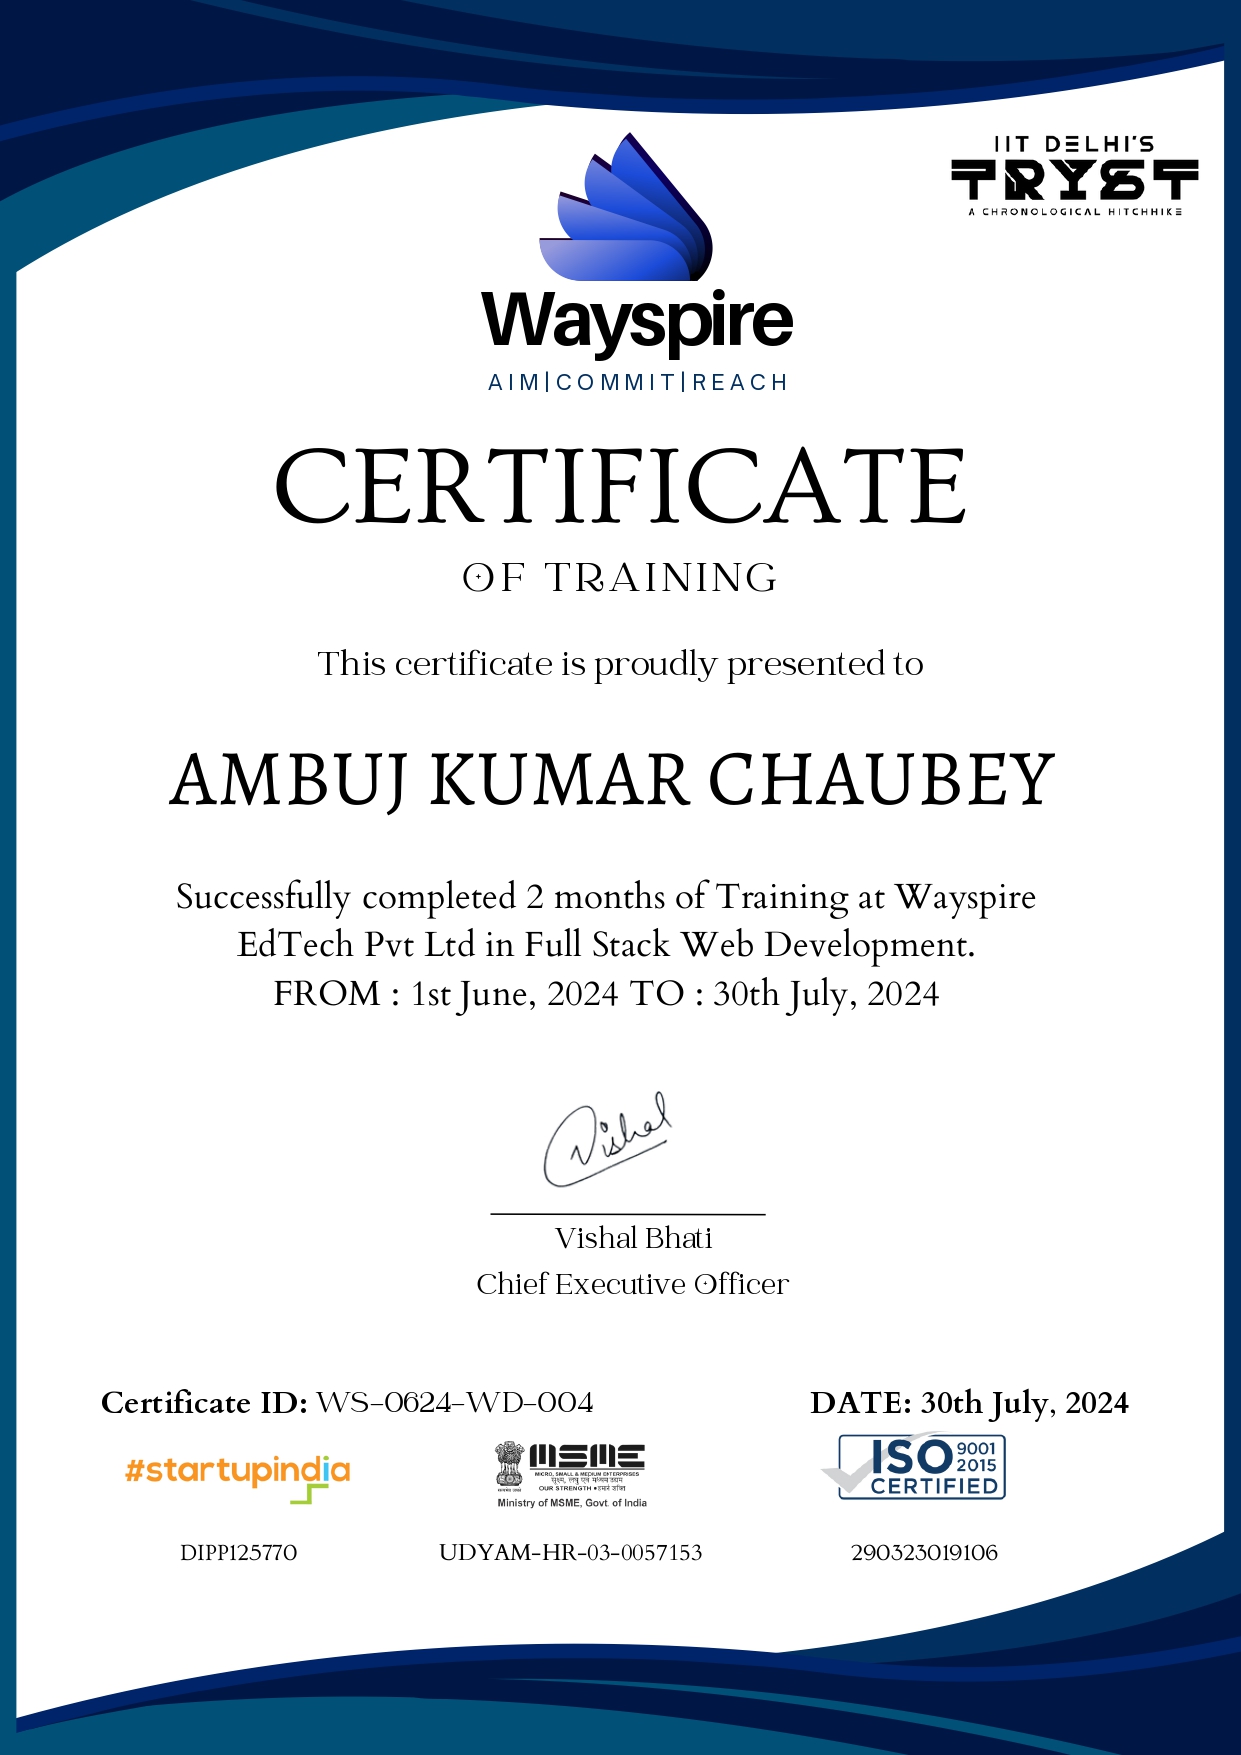 IIT DELHI'S
TRYST
A CHRONOLOGICAL HITCHHIKE
Wayspire
AIM|COMMIT|REACH
CERTIFICATE
OF TRAINING
This certificate is proudly presented to
AMBUJ KUMAR CHAUBEY
Successfully completed 2 months of Training at Wayspire
EdTech Pvt Ltd in Full Stack Web Development.
FROM : 1st June, 2024 TO : 30th July, 2024
Vishal
Vishal Bhati
Chief Executive Officer
Certificate ID: WS-0624-WD-004
DATE: 30th July, 2024
#startupindia
MSME
MICRO, SMALL & MEDIUM ENTERPRISES
सूक्ष्म, लघु एवं मध्यम उद्यम
OUR STRENGTH • हमारी शक्ति
सत्यमेव जयते
Ministry of MSME, Govt. of India
ISO 9001
2015
CERTIFIED
DIPP125770
UDYAM-HR-03-0057153
290323019106